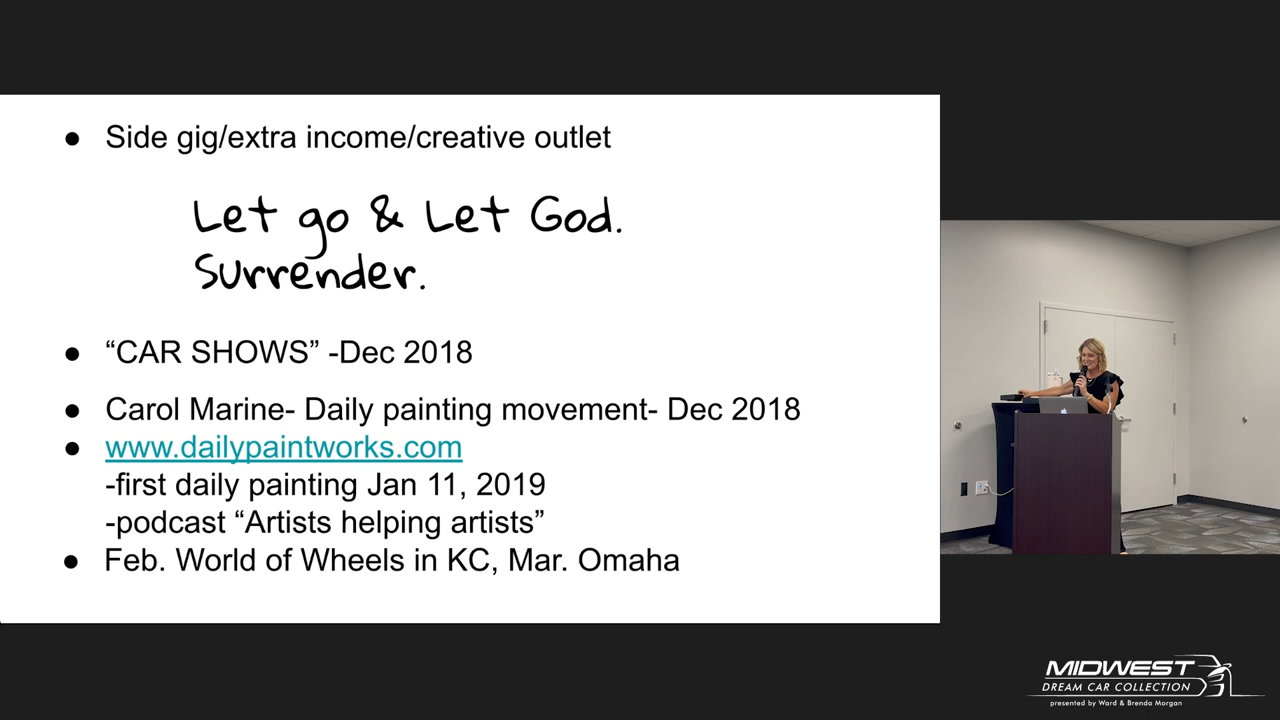 ● Side gig/extra income/creative outlet
Let go & Let God.
Surrender.
● “CAR SHOWS” -Dec 2018
● Carol Marine- Daily painting movement- Dec 2018
● www.dailypaintworks.com
-first daily painting Jan 11, 2019
-podcast “Artists helping artists”
● Feb. World of Wheels in KC, Mar. Omaha
MIDWEST
DREAM CAR COLLECTION
presented by Ward & Brenda Morgan